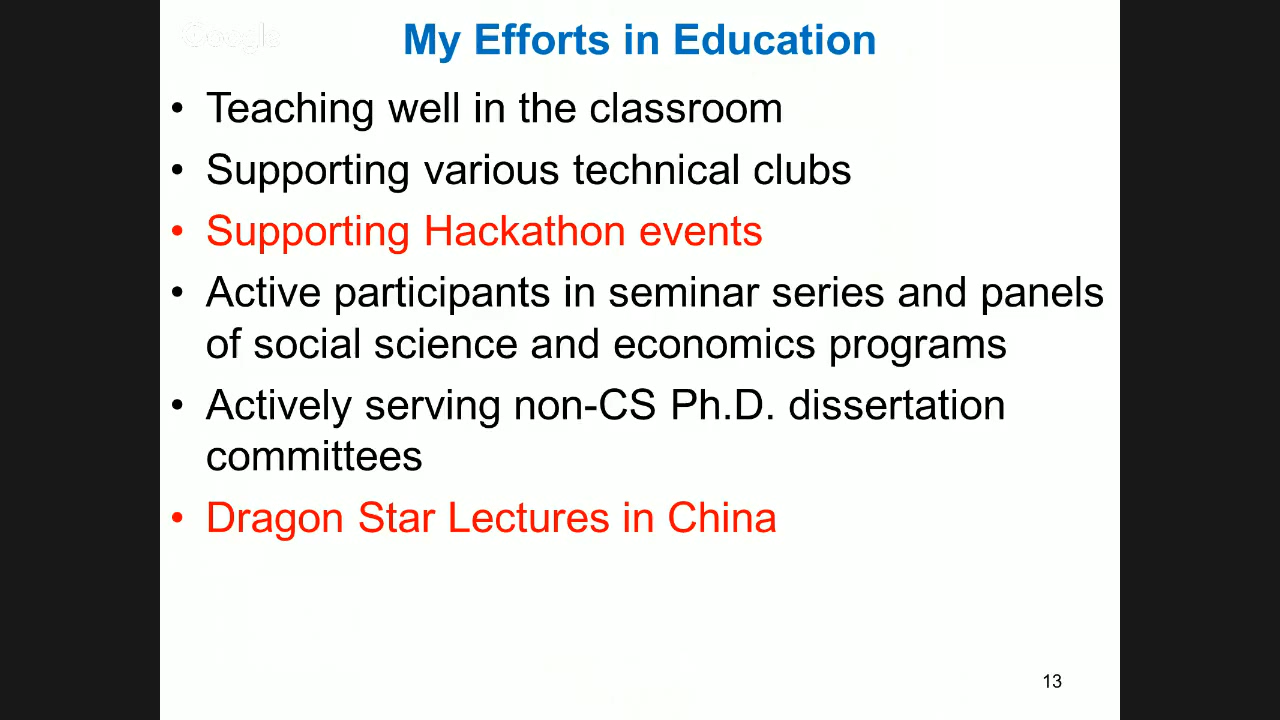 Google
My Efforts in Education
• Teaching well in the classroom
• Supporting various technical clubs
• Supporting Hackathon events
• Active participants in seminar series and panels
of social science and economics programs
• Actively serving non-CS Ph.D. dissertation
committees
• Dragon Star Lectures in China
13